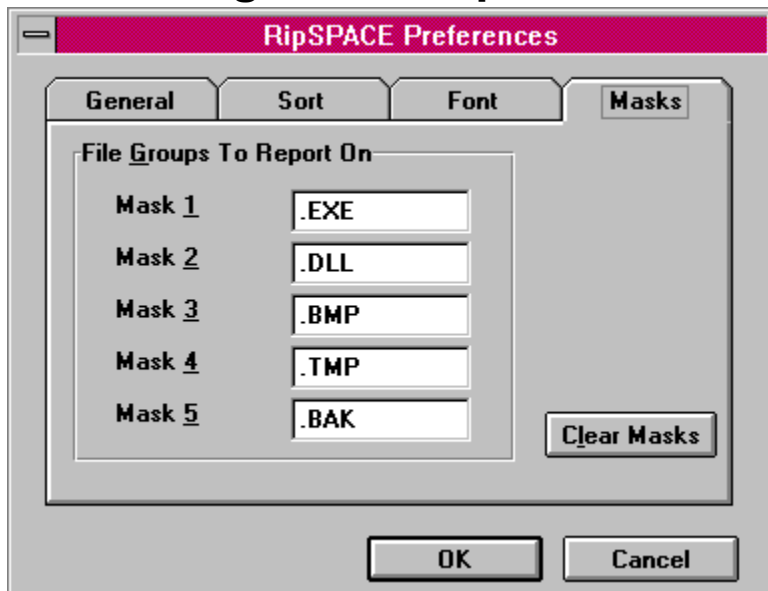 RipSPACE Preferences
General Sort Font Masks
File Groups To Report On
Mask 1 .EXE
Mask 2 .DLL
Mask 3 .BMP
Mask 4 .TMP
Mask 5 .BAK
Clear Masks
OK Cancel